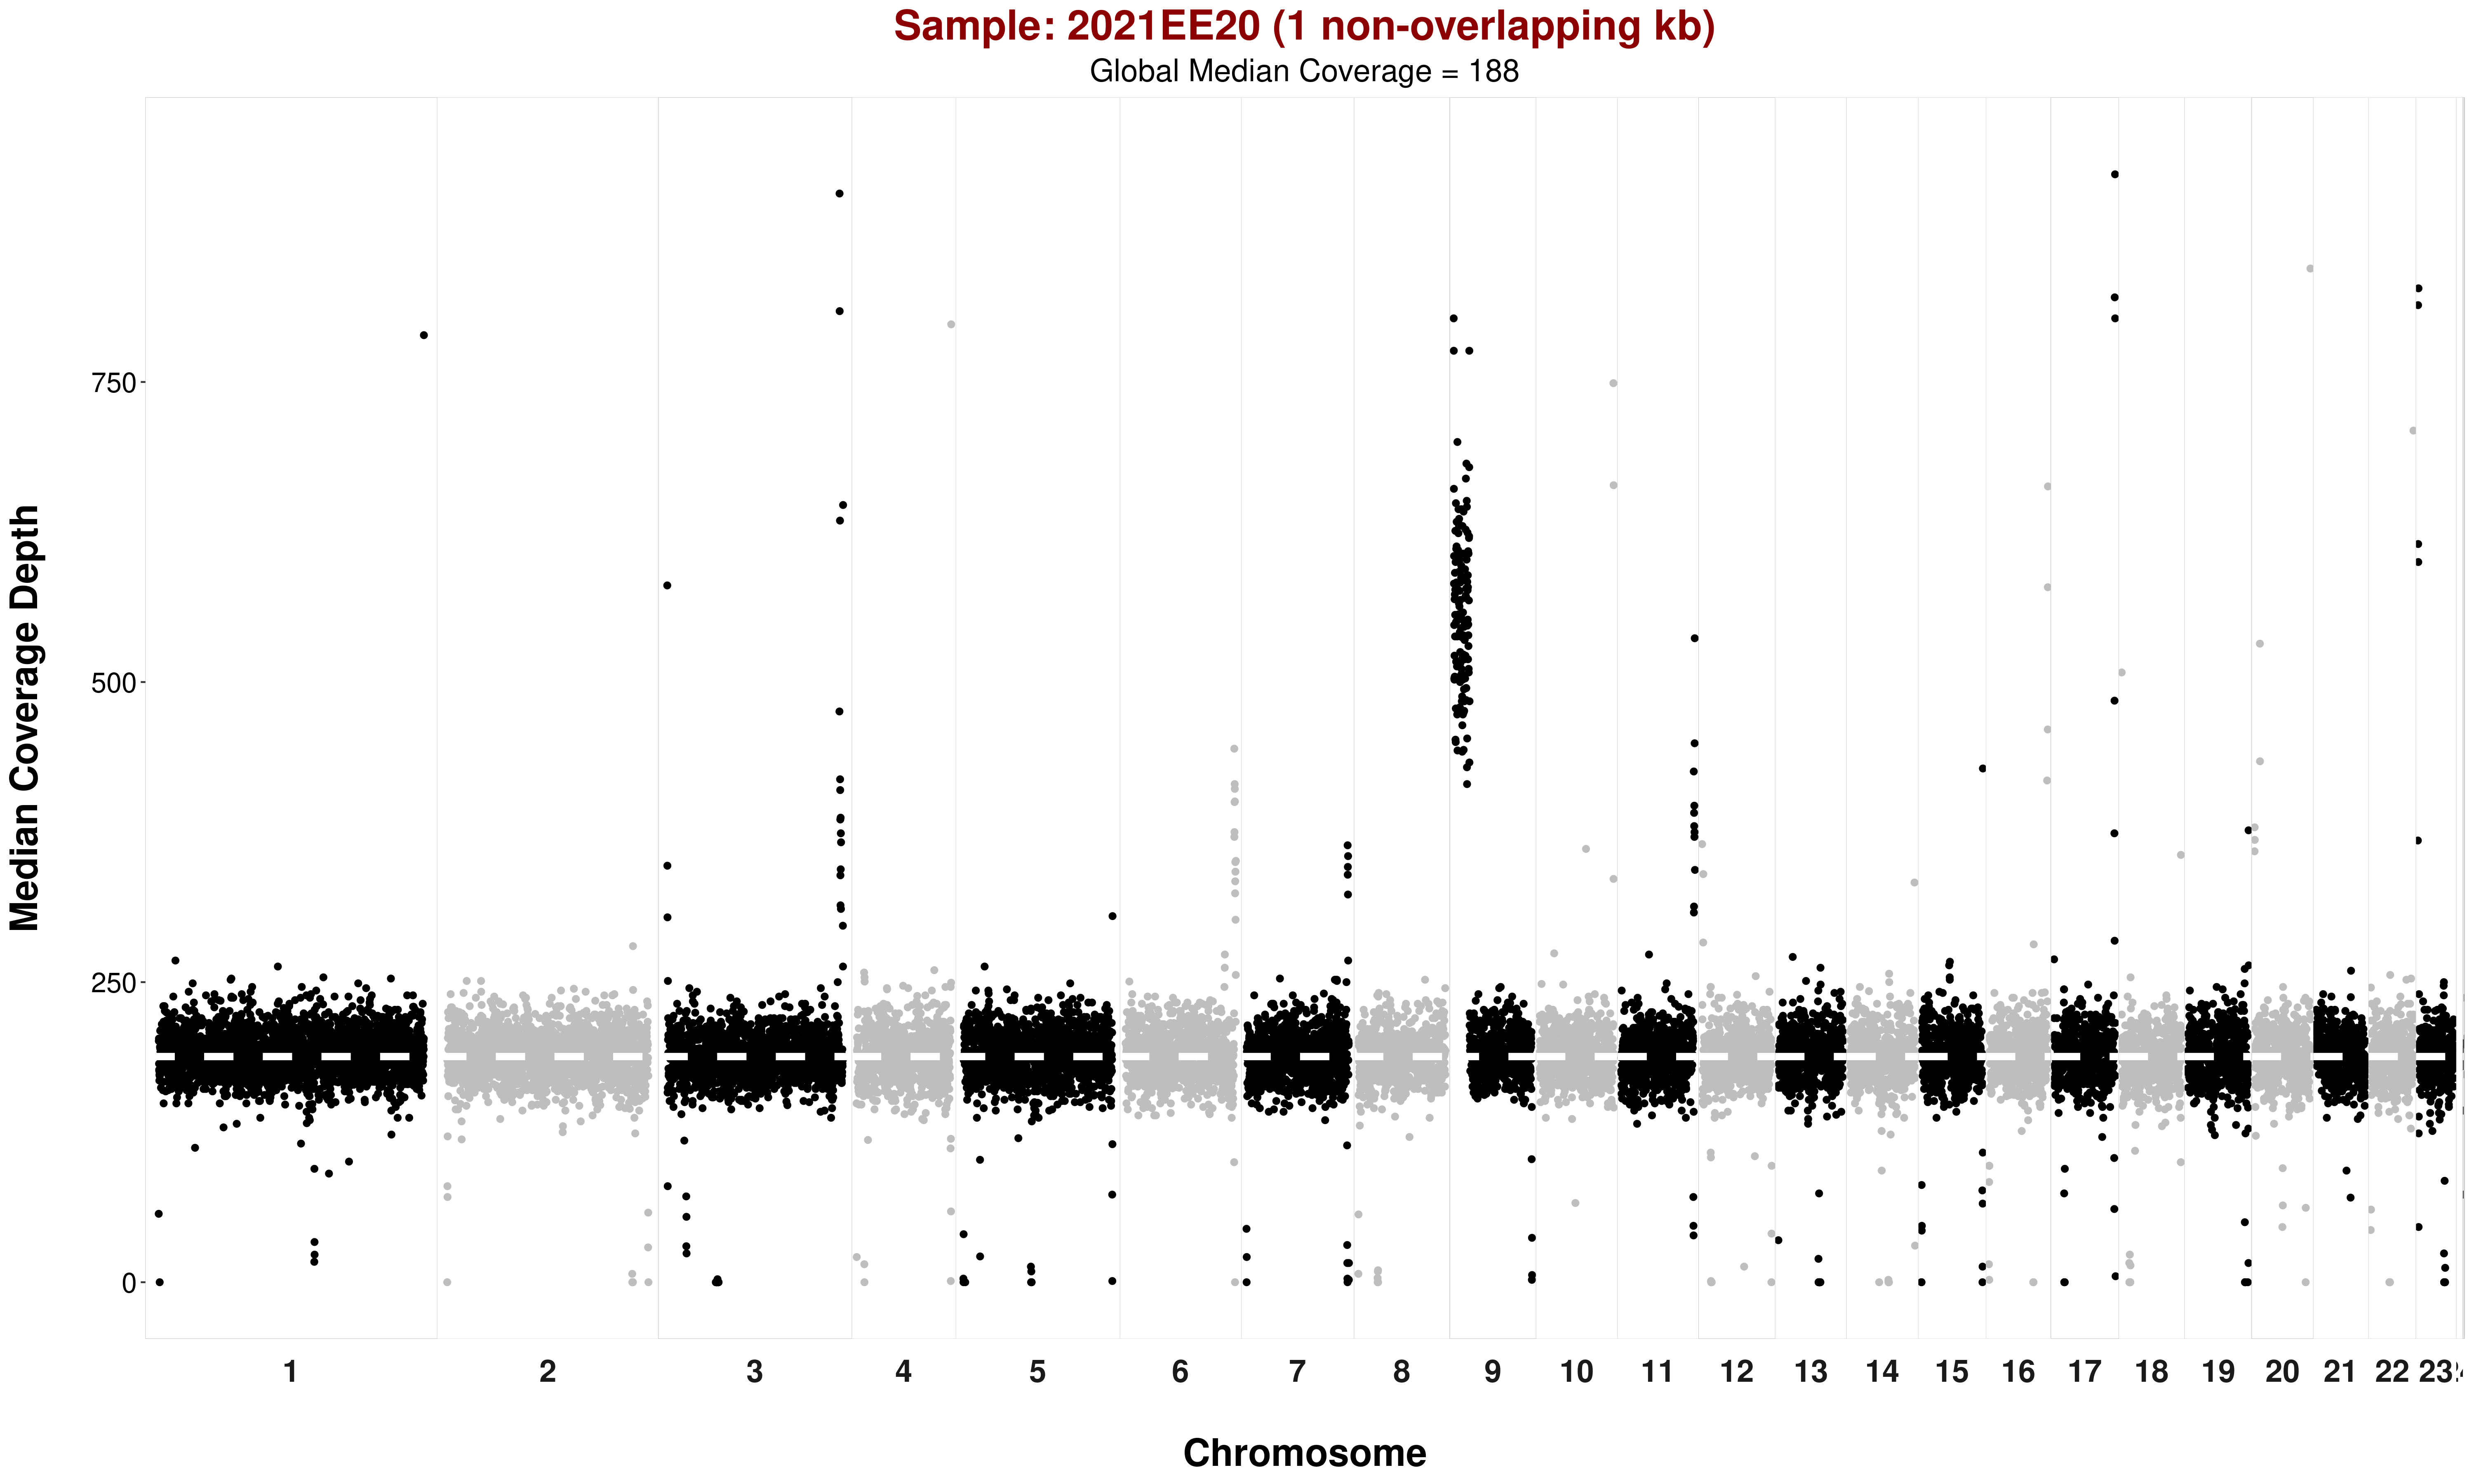 Sample: 2021EE20 (1 non-overlapping kb)
Global Median Coverage = 188
Median Coverage Depth
750
500
250
0
1 2 3 4 5 6 7 8 9 10 11 12 13 14 15 16 17 18 19 20 21 22 23
Chromosome